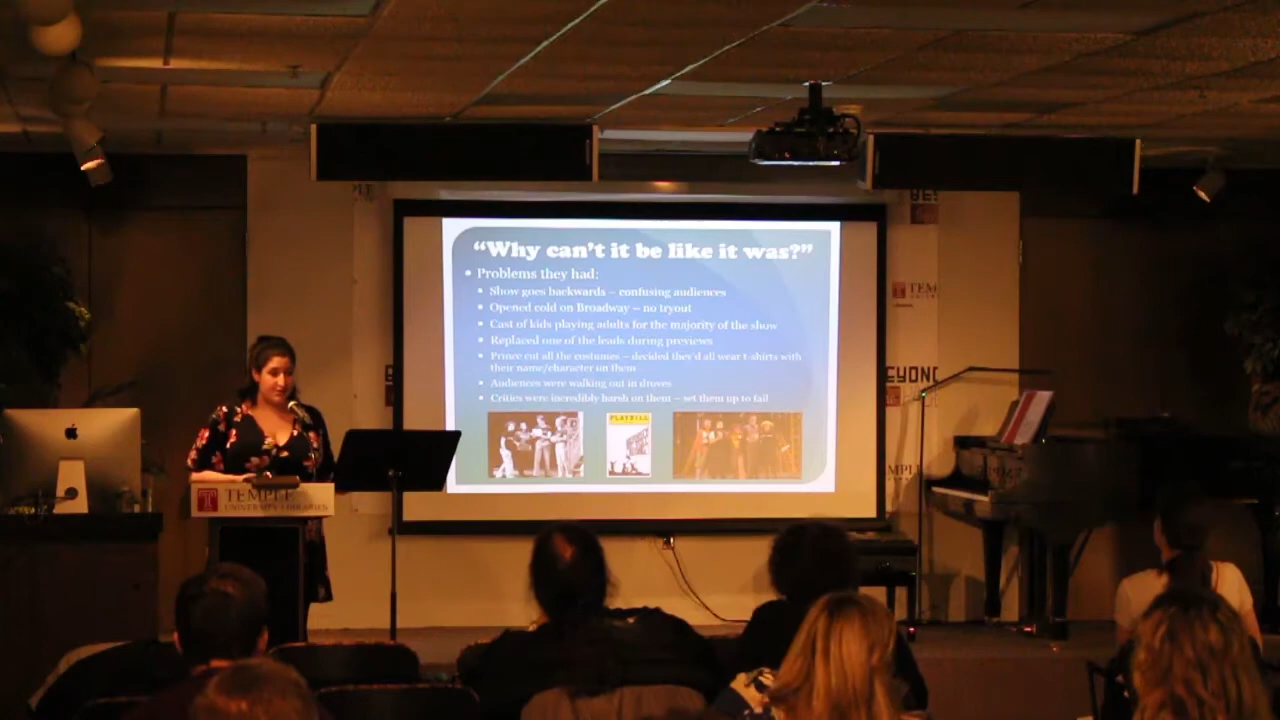 “Why can’t it be like it was?”
• Problems they had:
• Show goes backwards – confusing audiences
• Opened cold on Broadway – no tryout
• Cast of kids playing adults for the majority of the show
• Replaced one of the leads during previews
• Prince cut all the costumes – decided they'd all wear t-shirts with
their name/character on them
• Audiences were walking out in droves
• Critics were incredibly harsh on them – set them up to fail
PLAYBILL
TEMPLE
UNIVERSITY LIBRARIES
TEM
EYOND
EMPLE